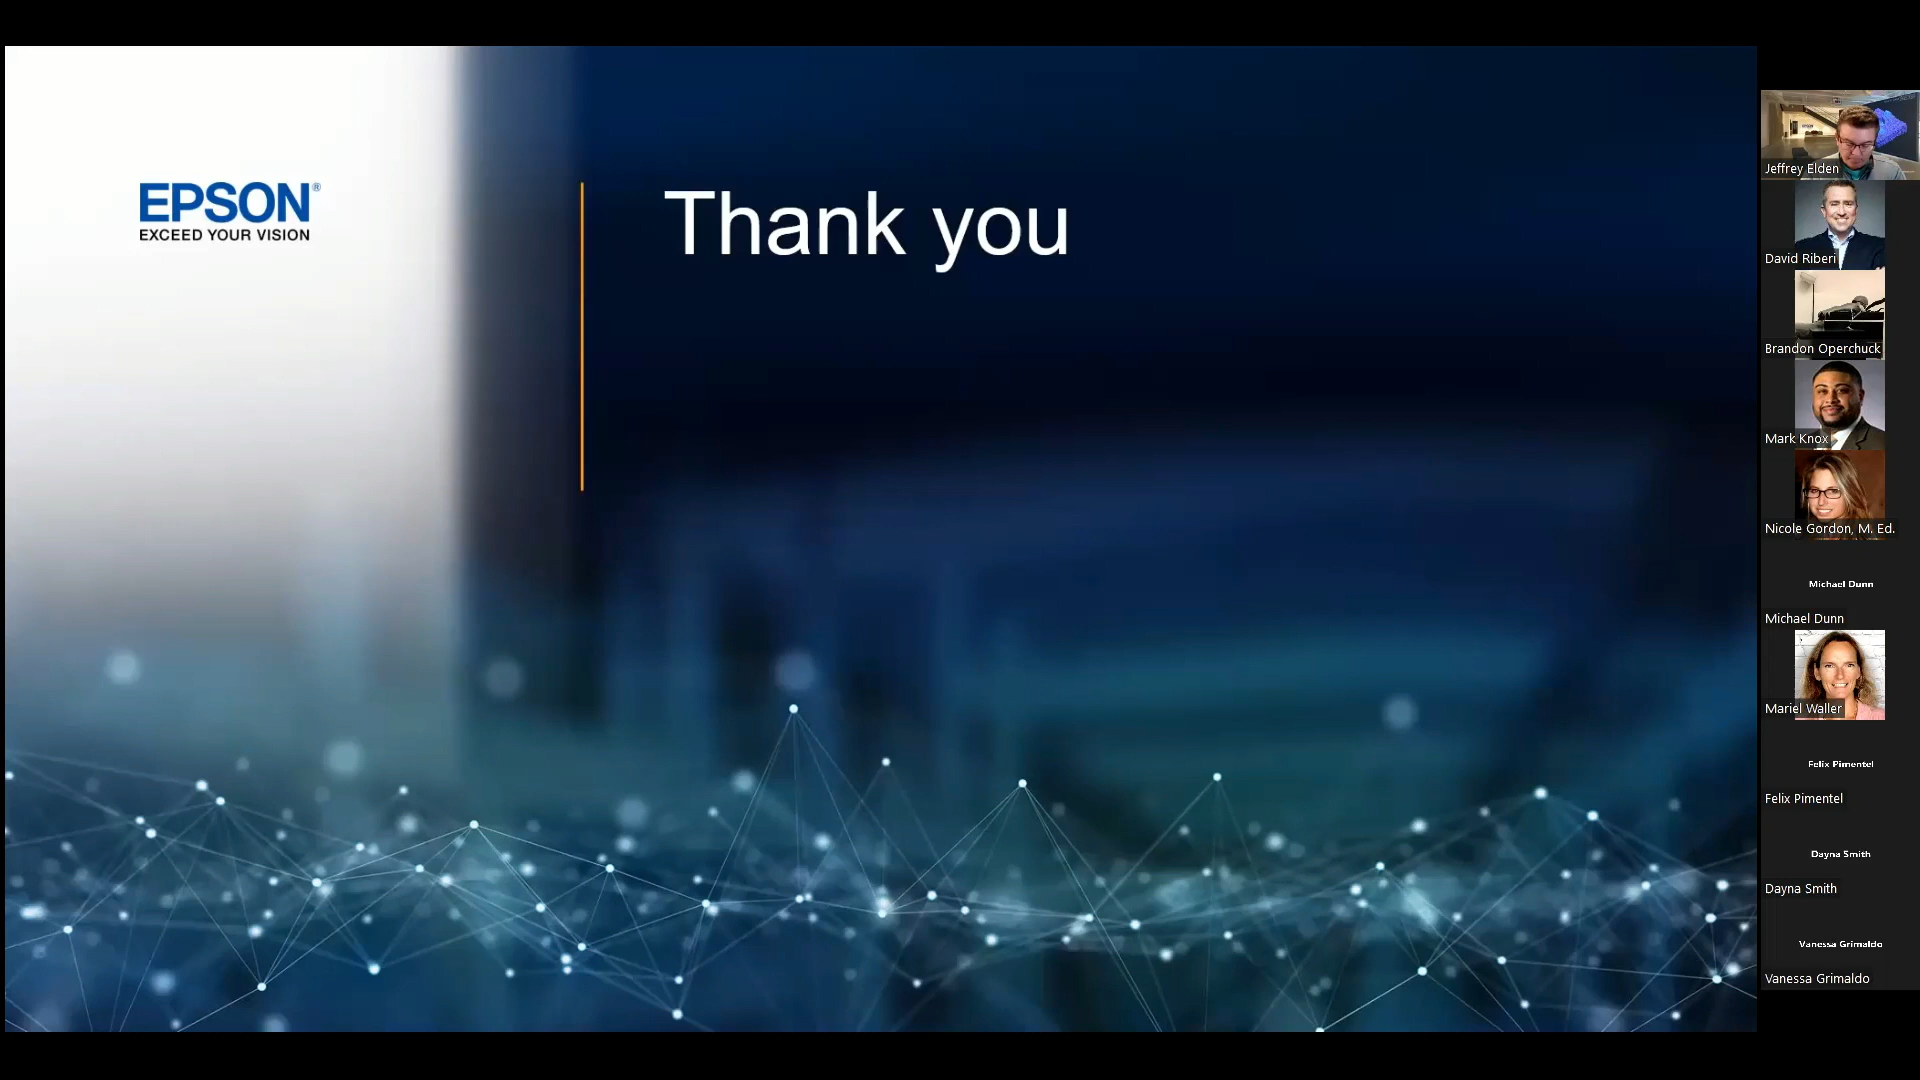 EPSON®
EXCEED YOUR VISION
Thank you
Jeffrey Elden
David Riberi
Brandon Operchuck
Mark Knox
Nicole Gordon, M. Ed.
Michael Dunn
Michael Dunn
Mariel Waller
Felix Pimentel
Felix Pimentel
Dayna Smith
Dayna Smith
Vanessa Grimaldo
Vanessa Grimaldo